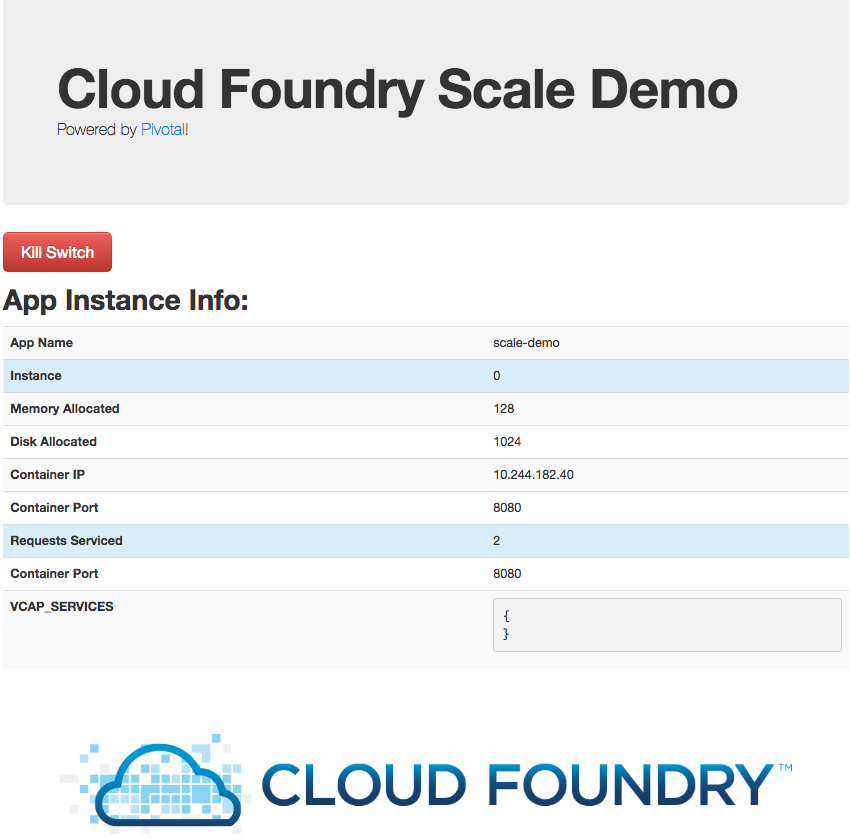 Cloud Foundry Scale Demo
Powered by Pivotal!
Kill Switch
App Instance Info:
App Name scale-demo
Instance 0
Memory Allocated 128
Disk Allocated 1024
Container IP 10.244.182.40
Container Port 8080
Requests Serviced 2
Container Port 8080
VCAP_SERVICES {
}
CLOUD FOUNDRY™